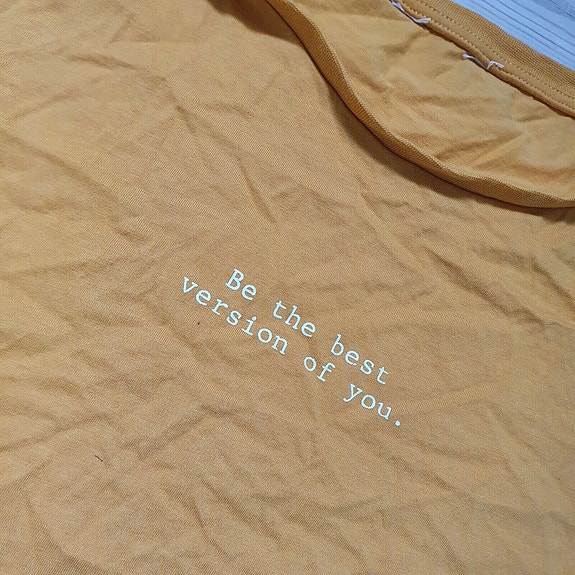 Be the best
version of you.